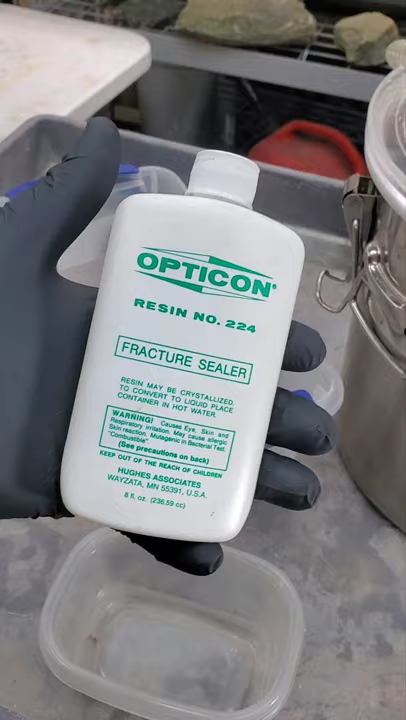 OPTICON®
RESIN NO. 224
FRACTURE SEALER
RESIN MAY BE CRYSTALLIZED.
TO CONVERT TO LIQUID PLACE
CONTAINER IN HOT WATER.
WARNING! Causes Eye, Skin and
Respiratory Irritation. May cause allergic
Skin reaction. Mutagenic in Bacterial Test.
"Combustible".
(See precautions on back)
KEEP OUT OF THE REACH OF CHILDREN
HUGHES ASSOCIATES
WAYZATA, MN 55391, U.S.A.
8 fl. oz. (236.59 cc)